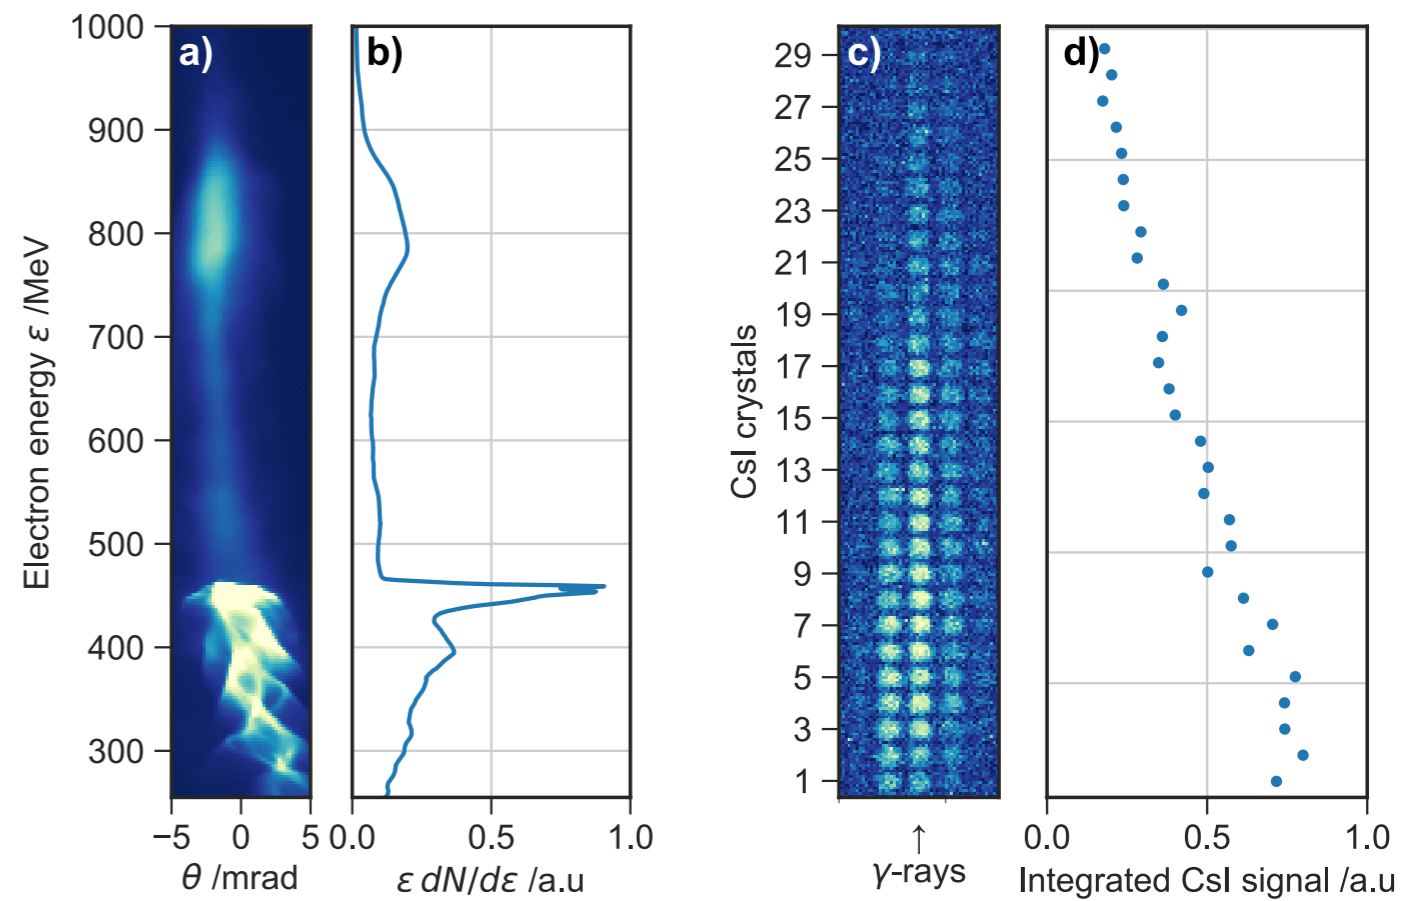 a)
b)
c)
d)
Electron energy ε /MeV
1000
900
800
700
600
500
400
300
−5 0 5
θ /mrad
0.0 0.5 1.0
ε dN/dε /a.u
CsI crystals
29
27
25
23
21
19
17
15
13
11
9
7
5
3
1
↑
γ-rays
0.0 0.5 1.0
Integrated CsI signal /a.u